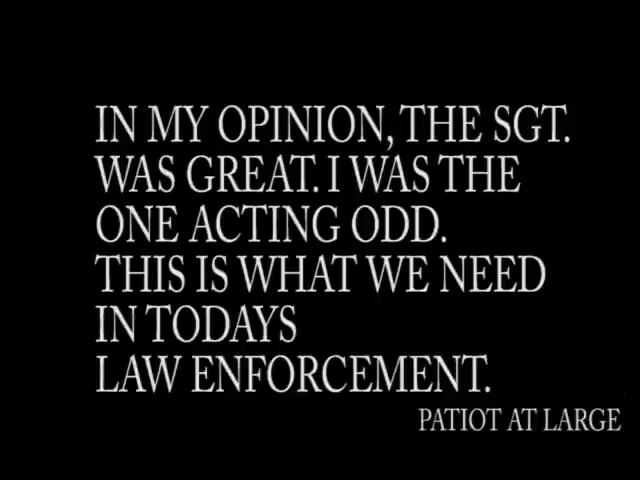 IN MY OPINION, THE SGT.
WAS GREAT. I WAS THE
ONE ACTING ODD.
THIS IS WHAT WE NEED
IN TODAYS
LAW ENFORCEMENT.
PATIOT AT LARGE